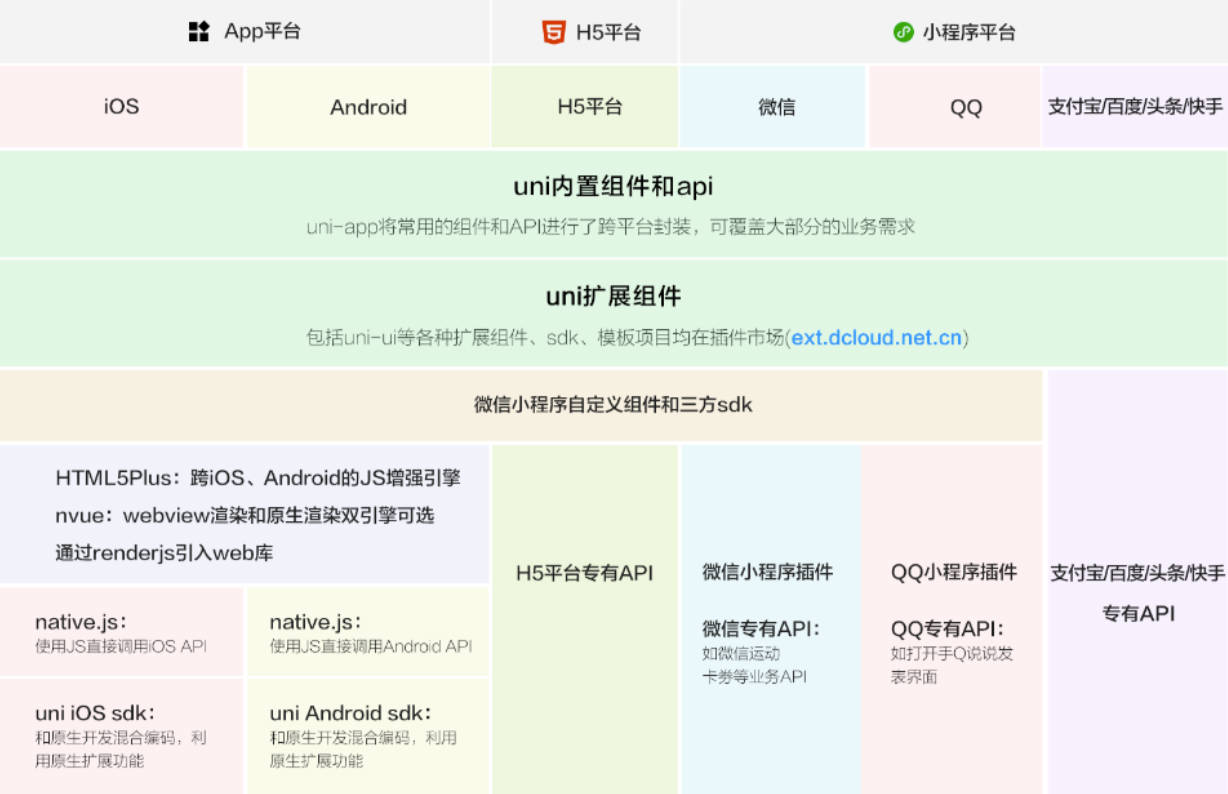 App平台
H5平台
小程序平台
iOS
Android
H5平台
微信
QQ
支付宝/百度/头条/快手
uni内置组件和api
uni-app将常用的组件和API进行了跨平台封装，可覆盖大部分的业务需求
uni扩展组件
包括uni-ui等各种扩展组件、sdk、模板项目均在插件市场(ext.dcloud.net.cn)
微信小程序自定义组件和三方sdk
HTML5Plus：跨iOS、Android的JS增强引擎
nvue：webview渲染和原生渲染双引擎可选
通过renderjs引入web库
native.js：
使用JS直接调用iOS API
native.js：
使用JS直接调用Android API
uni iOS sdk：
和原生开发混合编码，利
用原生扩展功能
uni Android sdk：
和原生开发混合编码，利用
原生扩展功能
H5平台专有API
微信小程序插件
微信专有API：
如微信运动
卡券等业务API
QQ小程序插件
QQ专有API：
如打开手Q说说发
表界面
支付宝/百度/头条/快手
专有API